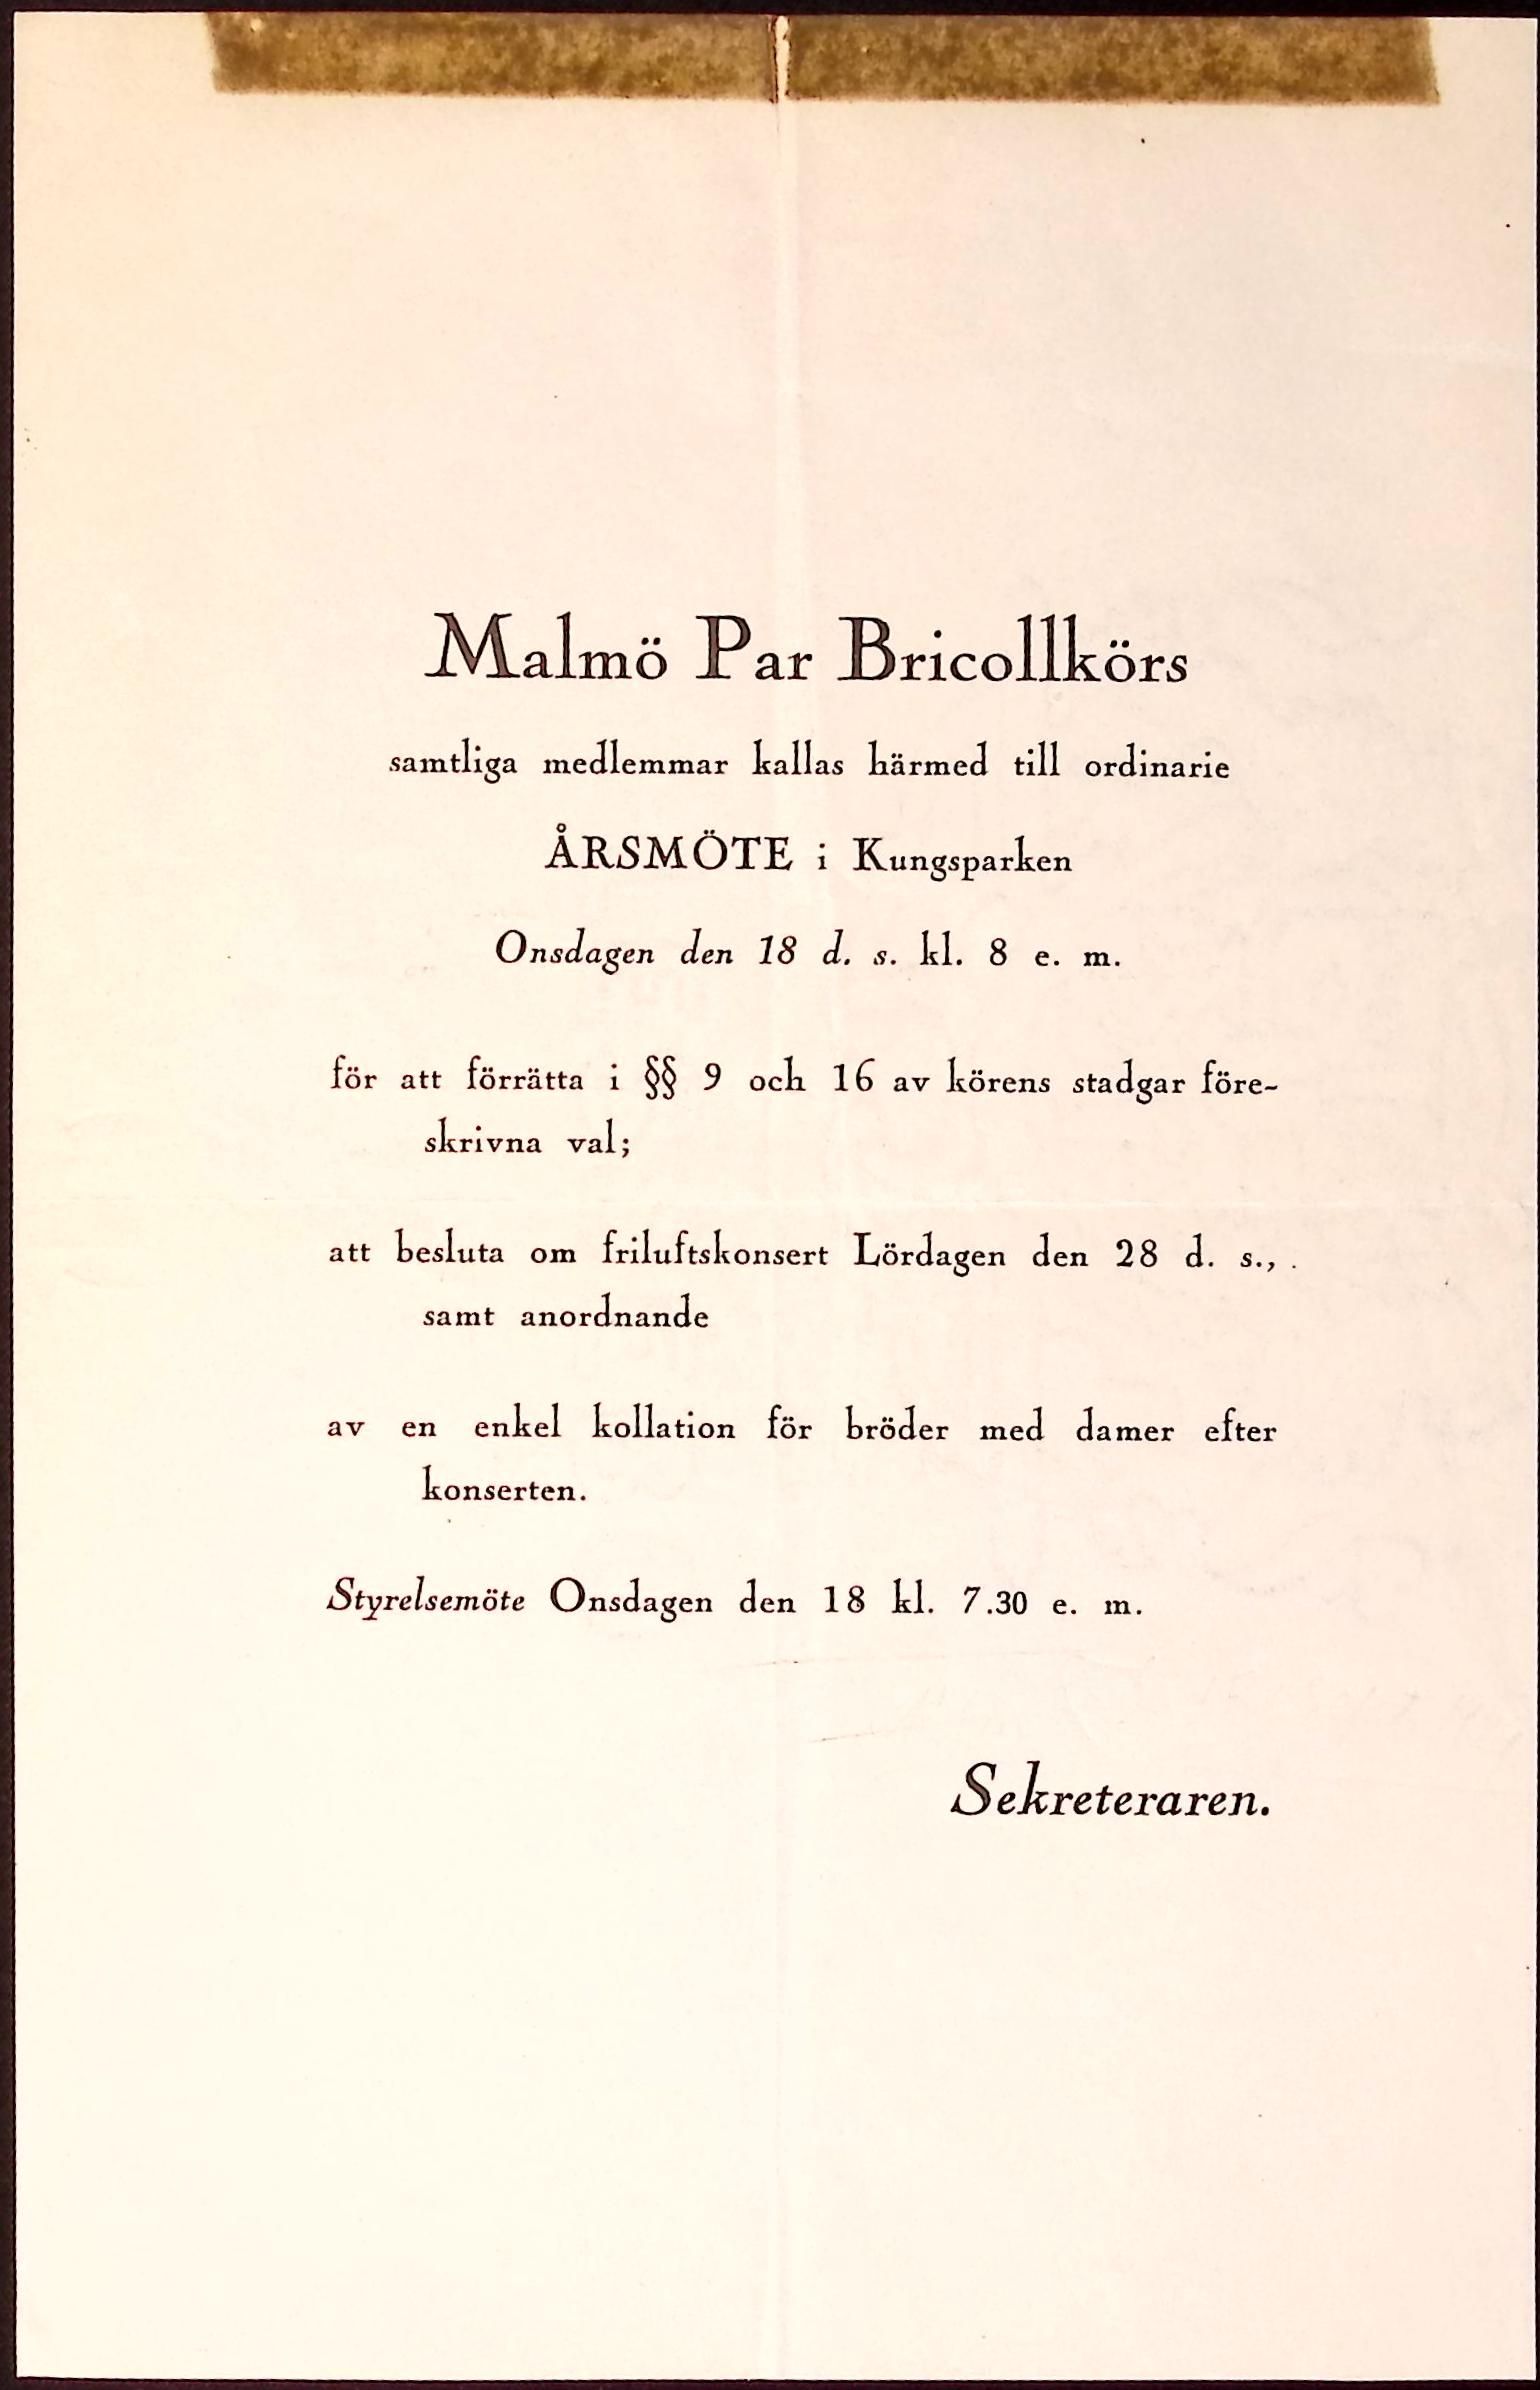 Malmö Par Bricollkörs
samtliga medlemmar kallas härmed till ordinarie
ÅRSMÖTE i Kungsparken
Onsdagen den 18 d. s. kl. 8 e. m.
för att förrätta i §§ 9 och 16 av körens stadgar före-
skrivna val;
att besluta om friluftskonsert Lördagen den 28 d. s.,
samt anordnande
av en enkel kollation för bröder med damer efter
konserten.
Styrelsemöte Onsdagen den 18 kl. 7.30 e. m.
Sekreteraren.